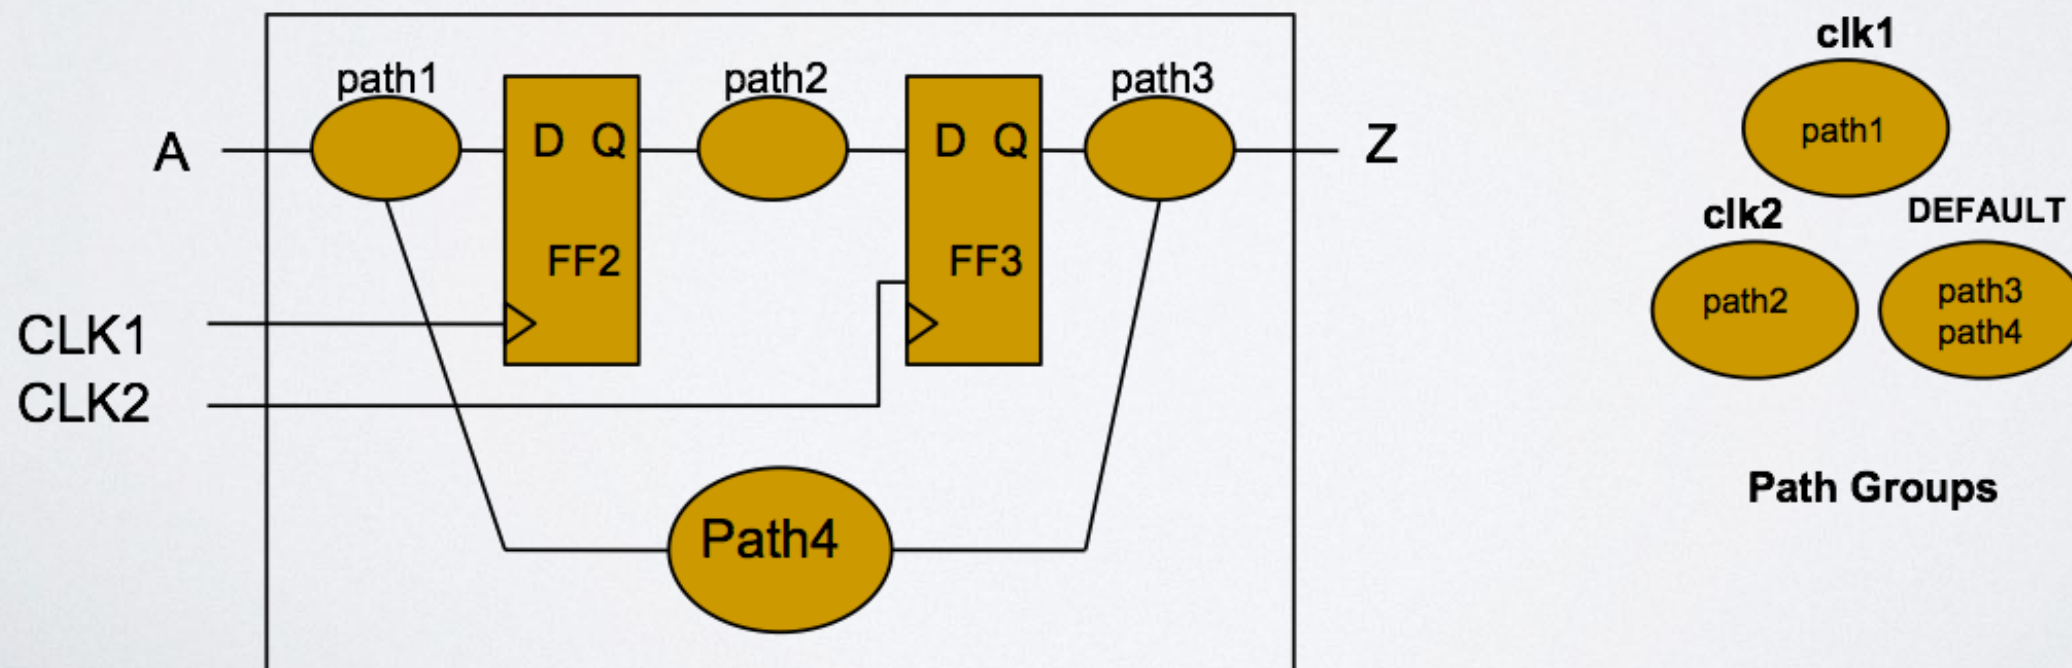 path1
path2
path3
A
D Q
D Q
Z
FF2
FF3
CLK1
CLK2
Path4
clk1
path1
clk2
DEFAULT
path2
path3
path4
Path Groups